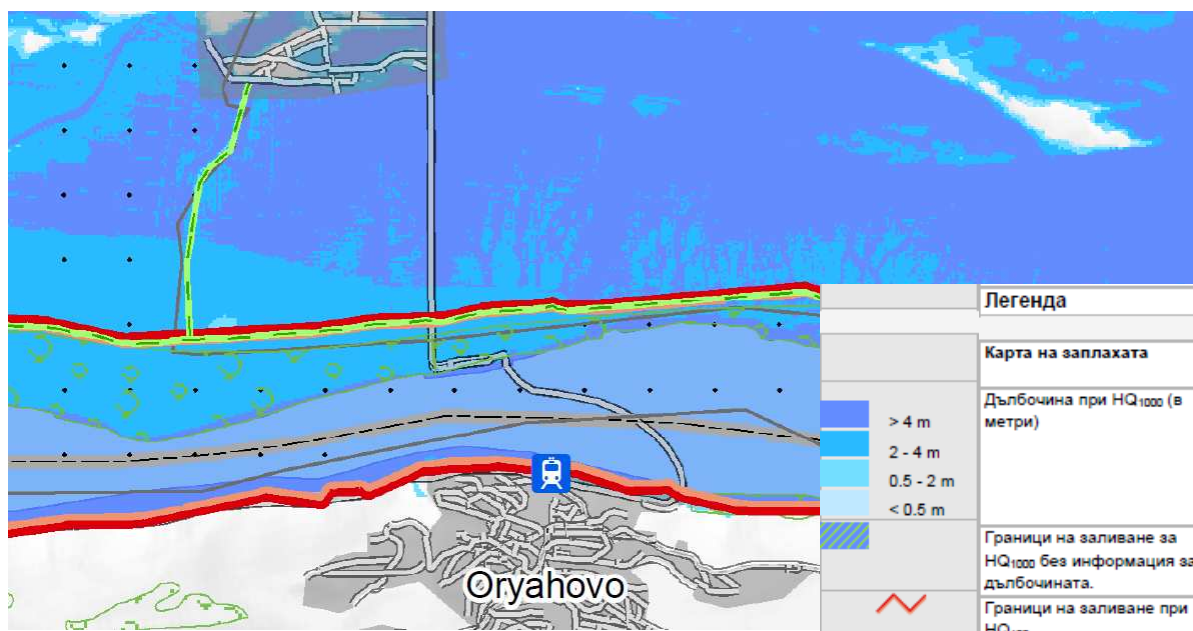 Oryahovo
Легенда
Карта на заплахата
Дълбочина при HQ1000 (в
метри)
> 4 m
2 - 4 m
0.5 - 2 m
< 0.5 m
Граници на заливане за
HQ1000 без информация за
дълбочината.
Граници на заливане при